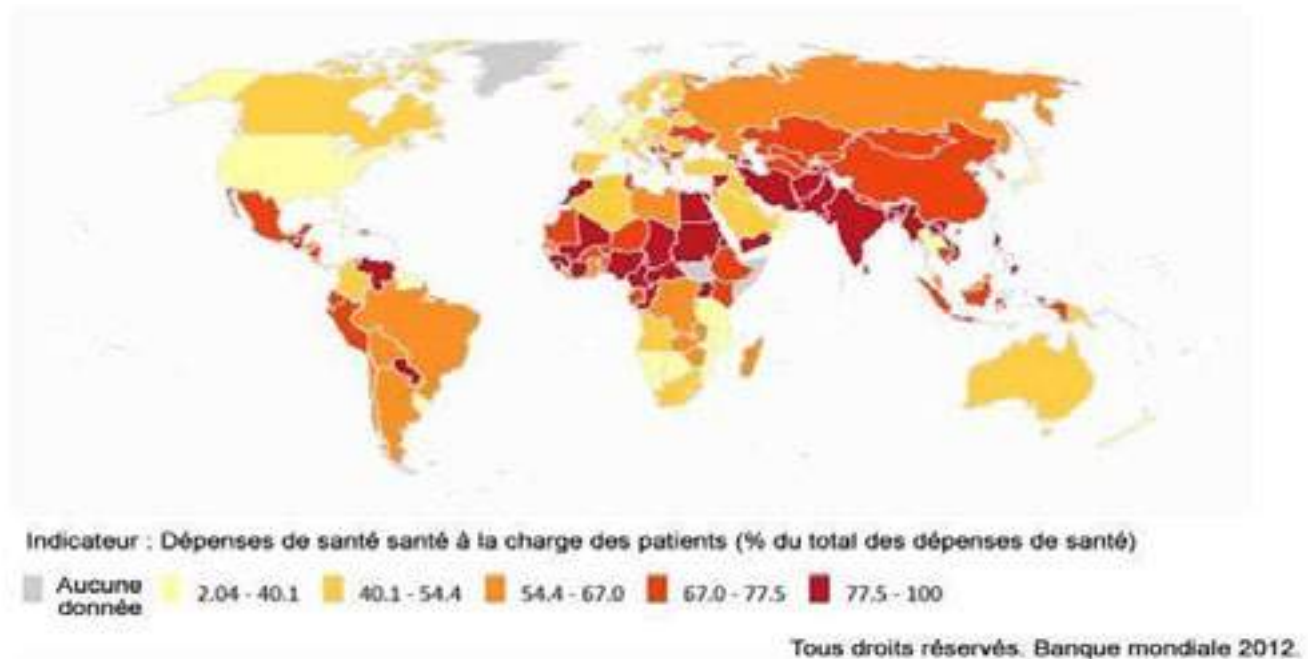 Indicateur : Dépenses de santé santé à la charge des patients (% du total des dépenses de santé)
Aucune donnée
2.04 - 40.1
40.1 - 54.4
54.4 - 67.0
67.0 - 77.5
77.5 - 100
Tous droits réservés. Banque mondiale 2012.